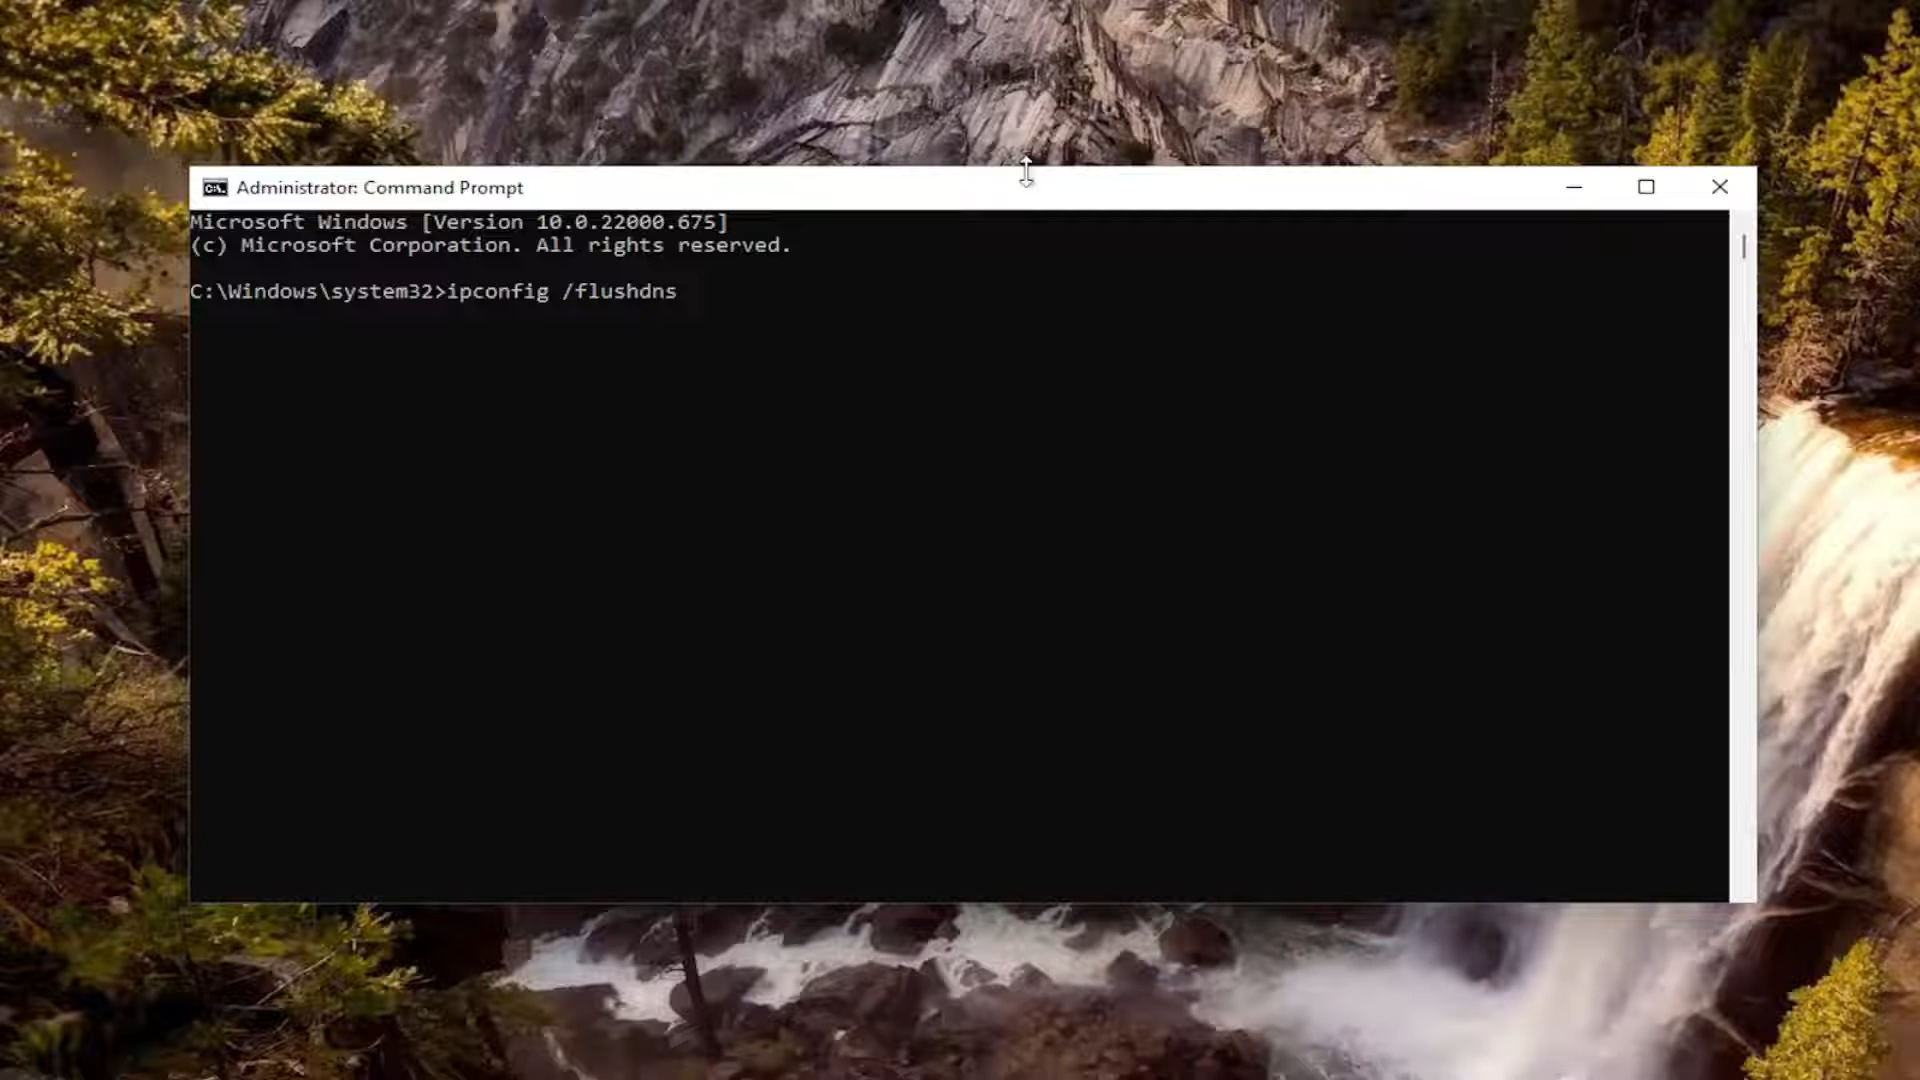 Administrator: Command Prompt
Microsoft Windows [Version 10.0.22000.675]
(c) Microsoft Corporation. All rights reserved.
C:\Windows\system32>ipconfig /flushdns